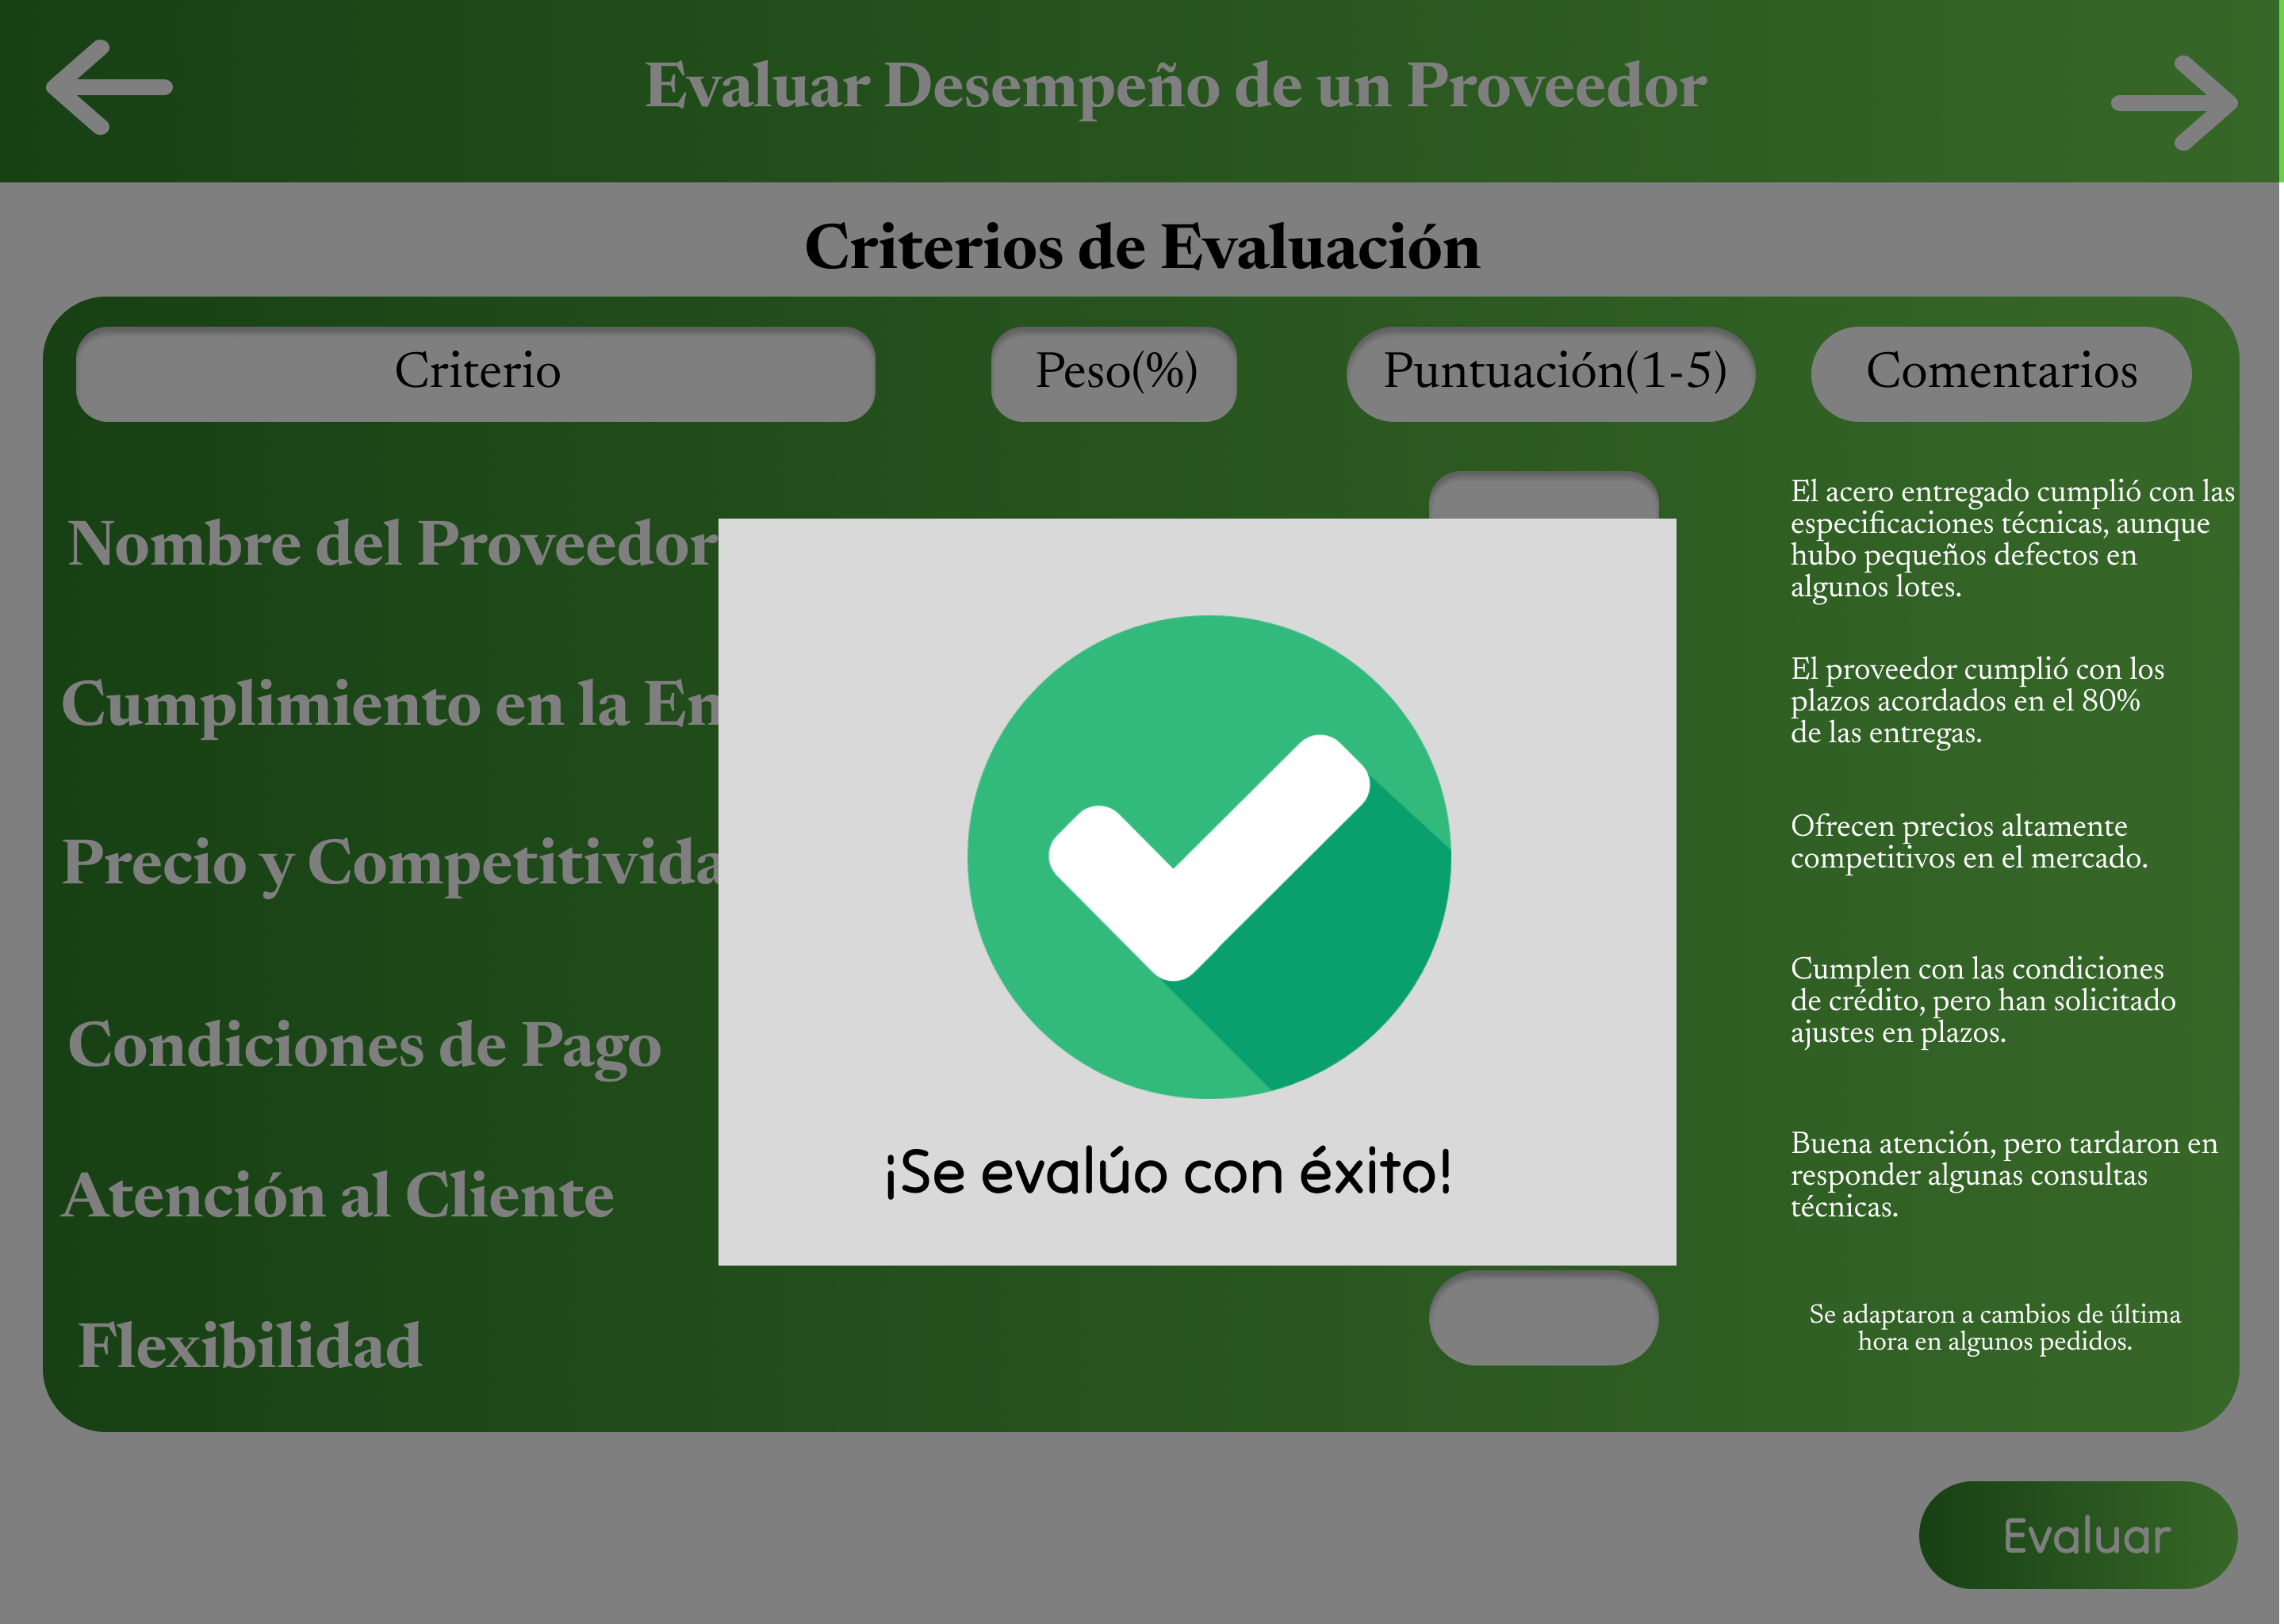 Evaluar Desempeño de un Proveedor
Criterios de Evaluación
Criterio
Peso(%)
Puntuación(1-5)
Comentarios
Nombre del Proveedor
El acero entregado cumplió con las
especificaciones técnicas, aunque
hubo pequeños defectos en
algunos lotes.
Cumplimiento en la
El proveedor cumplió con los
plazos acordados en el 80%
de las entregas.
Precio y
Ofrecen precios altamente
competitivos en el mercado.
Condiciones de Pago
Cumplen con las condiciones
de crédito, pero han solicitado
ajustes en plazos.
Atención al Cliente
Buena atención, pero tardaron en
responder algunas consultas
técnicas.
Flexibilidad
Se adaptaron a cambios de última
hora en algunos pedidos.
¡Se evalúo con éxito!
Evaluar